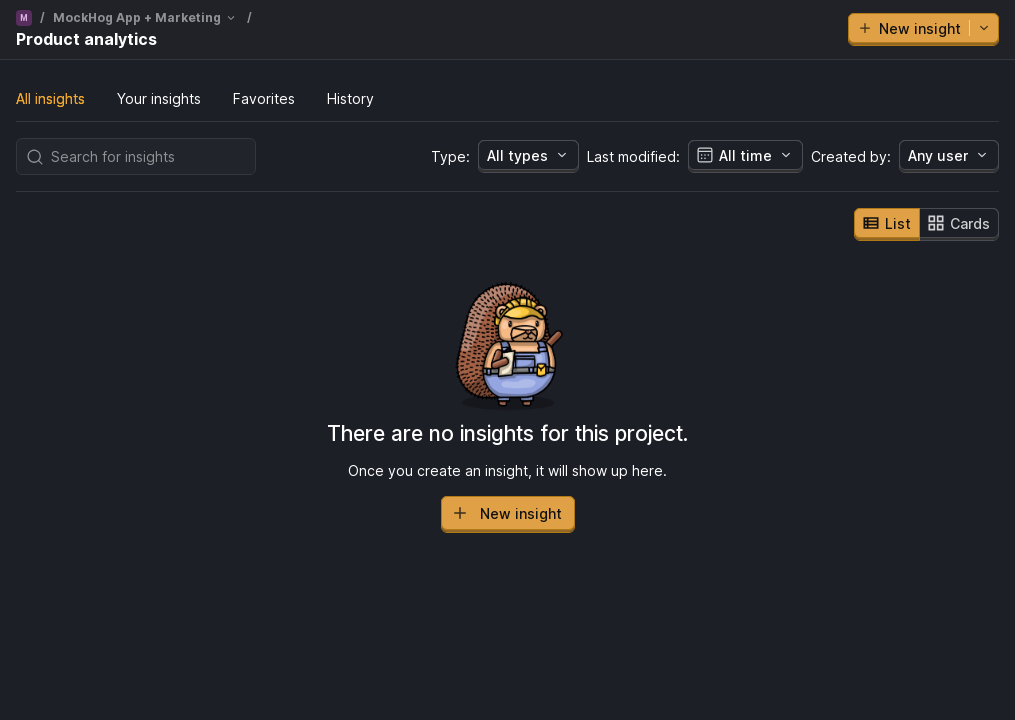 M / MockHog App + Marketing /
Product analytics
New insight
All insights Your insights Favorites History
Search for insights Type: All types Last modified: All time Created by: Any user
List Cards
There are no insights for this project.
Once you create an insight, it will show up here.
New insight